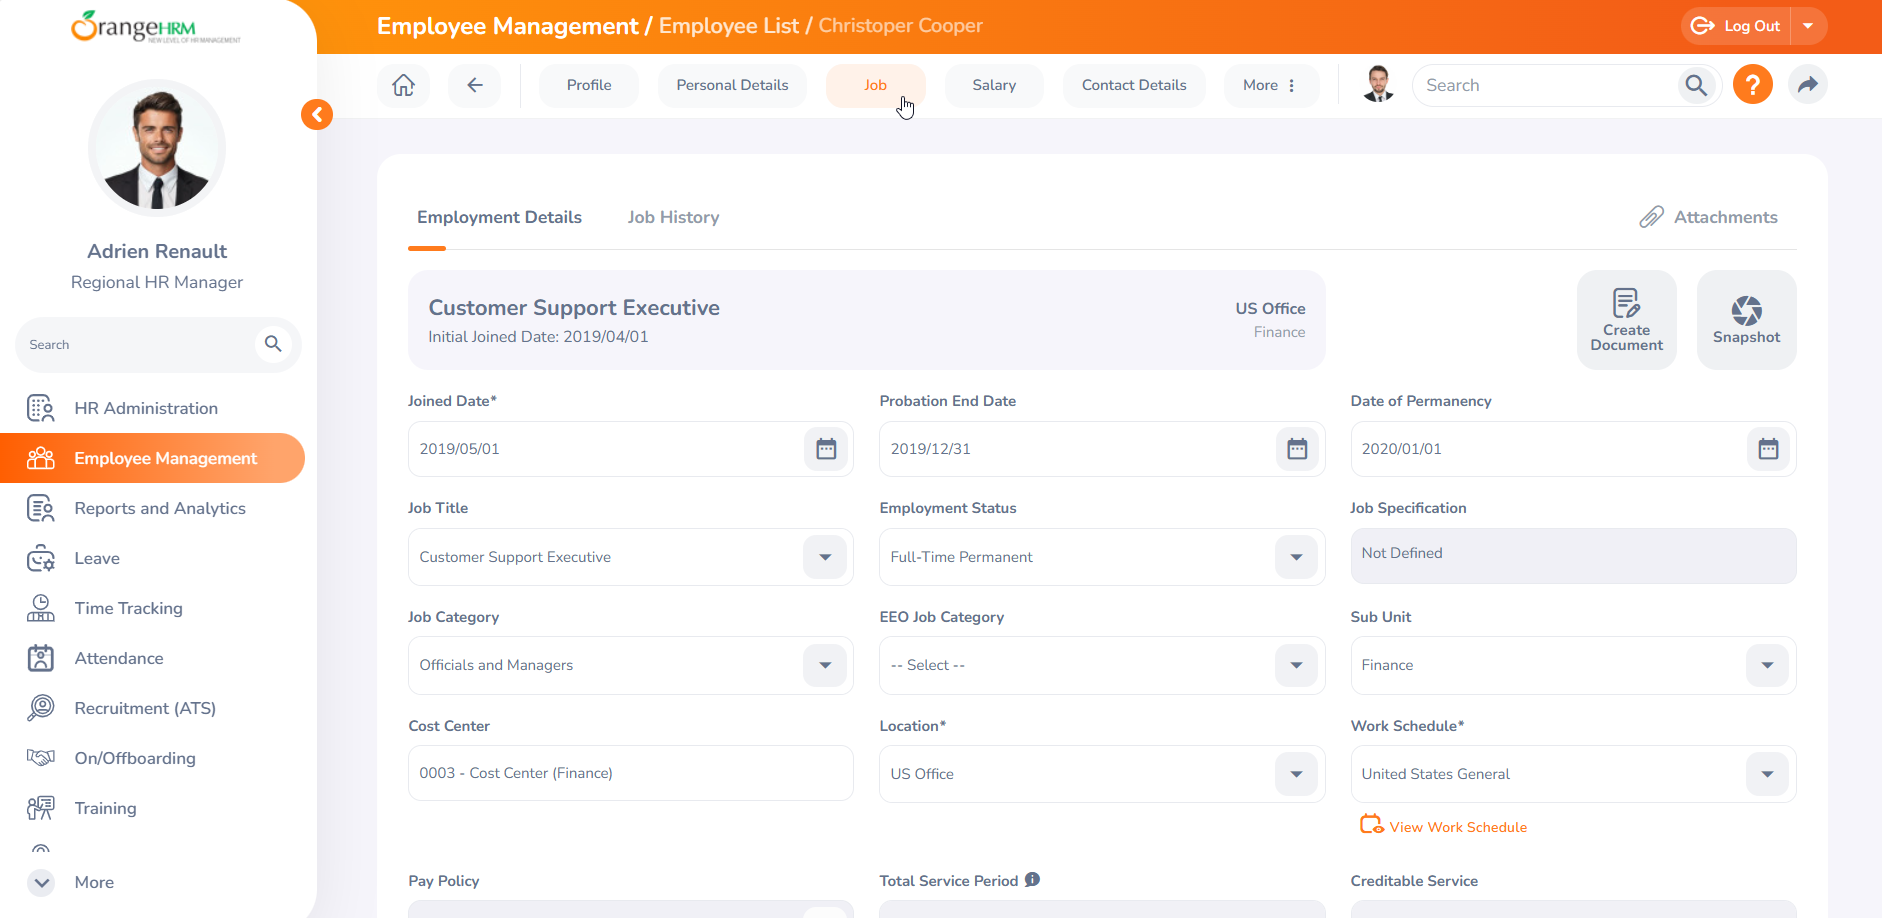 OrangeHRM
NEW LEVEL OF HR MANAGEMENT
Adrien Renault
Regional HR Manager
Search
HR Administration
Employee Management
Reports and Analytics
Leave
Time Tracking
Attendance
Recruitment (ATS)
On/Offboarding
Training
More
Employee Management / Employee List / Christoper Cooper
Log Out
Profile
Personal Details
Job
Salary
Contact Details
More
Search
?
Employment Details
Job History
Attachments
Customer Support Executive
Initial Joined Date: 2019/04/01
US Office
Finance
Create
Document
Snapshot
Joined Date*
Probation End Date
Date of Permanency
2019/05/01
2019/12/31
2020/01/01
Job Title
Employment Status
Job Specification
Customer Support Executive
Full-Time Permanent
Not Defined
Job Category
EEO Job Category
Sub Unit
Officials and Managers
-- Select --
Finance
Cost Center
Location*
Work Schedule*
0003 - Cost Center (Finance)
US Office
United States General
View Work Schedule
Pay Policy
Total Service Period
Creditable Service